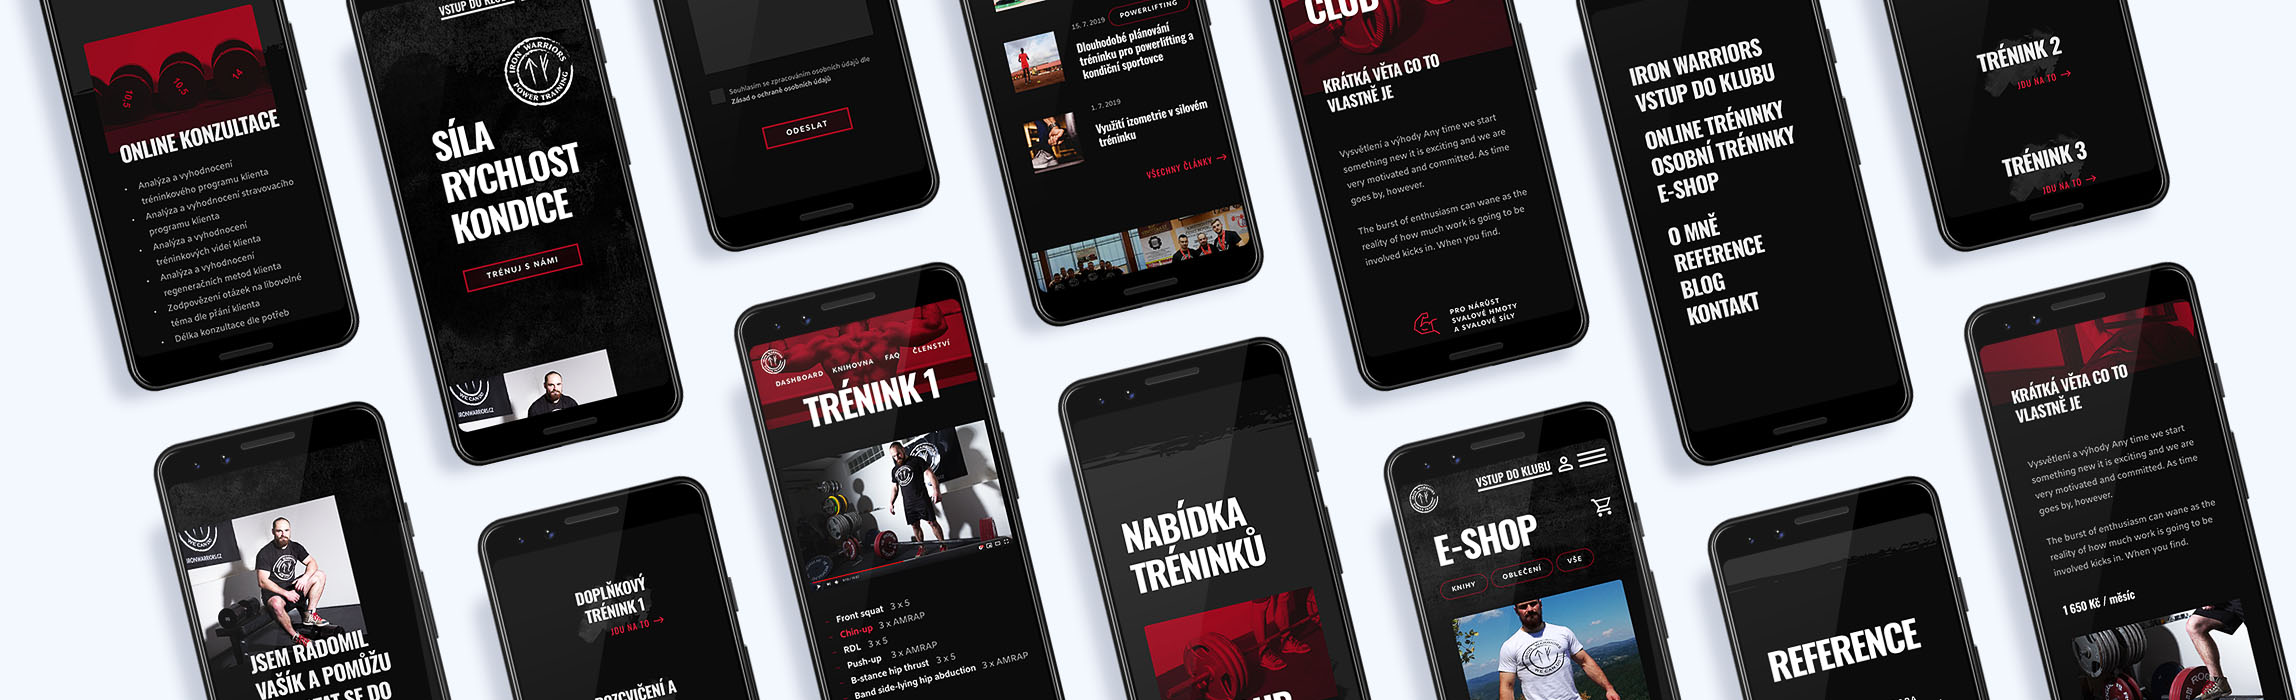 ONLINE KONZULTACE
Analýza a vyhodnocení
tréninkového programu klienta
Analýza a vyhodnocení stravovacího
programu klienta
Analýza a vyhodnocení
tréninkových videí klienta
Analýza a vyhodnocení
regeneračních metod klienta
Zodpovězení otázek na libovolné
téma dle přání klienta
Délka konzultace dle potřeb
VSTUP DO KLUBU
IRON WARRIORS
POWER TRAINING
SÍLA
RYCHLOST
KONDICE
TRÉNUJ S NÁMI
WE CAN DO
IRONWARRIORS.CZ
Souhlasím se zpracováním osobních údajů dle
Zásad o ochraně osobních údajů
ODESLAT
15. 7. 2019
POWERLIFTING
Dlouhodobé plánování
tréninku pro powerlifting a
kondiční sportovce
1. 7. 2019
Využití izometrie v silovém
tréninku
VŠECHNY ČLÁNKY →
CLUB
KRÁTKÁ VĚTA CO TO
VLASTNĚ JE
Vysvětlení a výhody Any time we start
something new it is exciting and we are
very motivated and committed. As time
goes by, however.
The burst of enthusiasm can wane as the
reality of how much work is going to be
involved kicks in. When you find.
PRO NÁRŮST
SVALOVÉ HMOTY
A SVALOVÉ SÍLY
IRON WARRIORS
VSTUP DO KLUBU
ONLINE TRÉNINKY
OSOBNÍ TRÉNINKY
E-SHOP
O MNĚ
REFERENCE
BLOG
KONTAKT
TRÉNINK 2
JDU NA TO →
TRÉNINK 3
JDU NA TO →
IRONWARRIORS.CZ
JSEM RADOMIL
VAŠÍK A POMŮŽU
DOPLŇKOVÝ
TRÉNINK 1
JDU NA TO →
ROZCVIČENÍ A
DASHBOARD KNIHOVNA FAQ ČLENSTVÍ
TRÉNINK 1
Front squat 3 x 5
Chin-up 3 x AMRAP
RDL 3 x 5
Push-up 3 x AMRAP
B-stance hip thrust 3 x 5
Band side-lying hip abduction 3 x AMRAP
NABÍDKA
TRÉNINKŮ
VSTUP DO KLUBU
E-SHOP
KNIHY
OBLEČENÍ
VŠE
REFERENCE
KRÁTKÁ VĚTA CO TO
VLASTNĚ JE
Vysvětlení a výhody Any time we start
something new it is exciting and we are
very motivated and committed. As time
goes by, however.
The burst of enthusiasm can wane as the
reality of how much work is going to be
involved kicks in. When you find.
1 650 Kč / měsíc